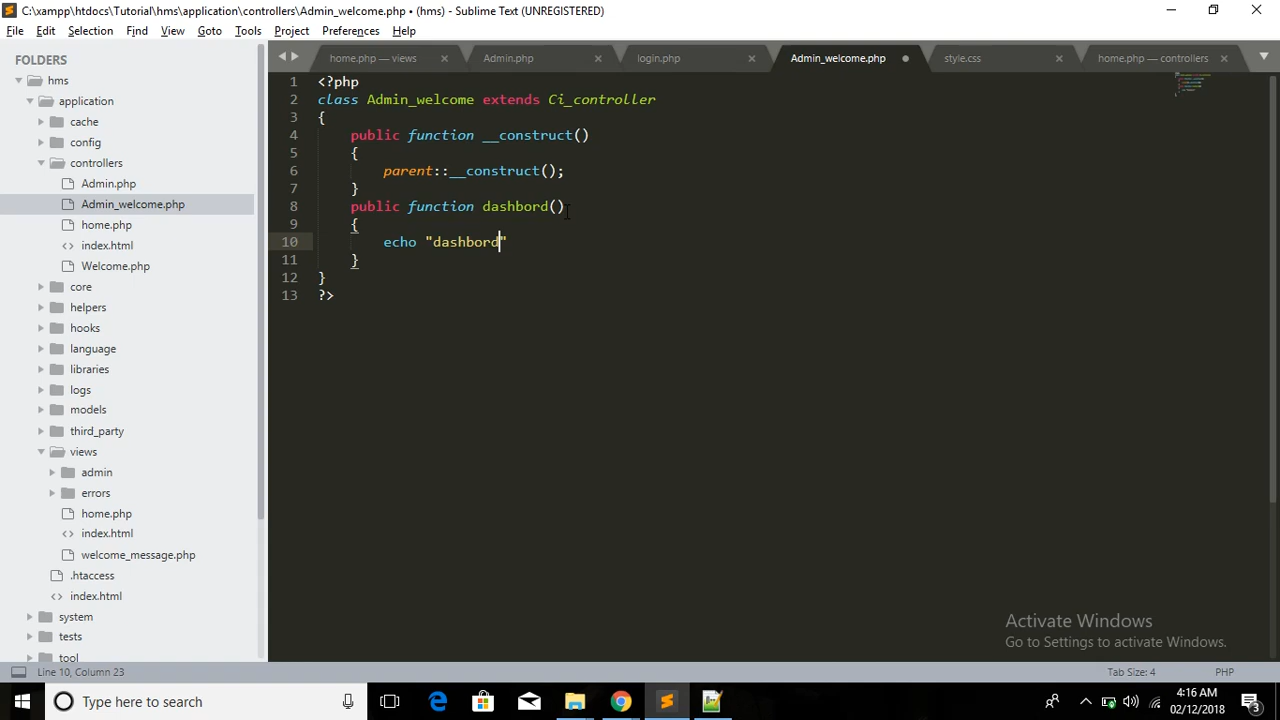 C:\xampp\htdocs\Tutorial\hms\application\controllers\Admin_welcome.php • (hms) - Sublime Text (UNREGISTERED)
File Edit Selection Find View Goto Tools Project Preferences Help
FOLDERS
hms
application
cache
config
controllers
Admin.php
Admin_welcome.php
home.php
index.html
Welcome.php
core
helpers
hooks
language
libraries
logs
models
third_party
views
admin
errors
home.php
index.html
welcome_message.php
.htaccess
index.html
system
tests
tool
home.php — views Admin.php login.php Admin_welcome.php style.css home.php — controllers
1 <?php
2 class Admin_welcome extends Ci_controller
3 {
4 public function __construct()
5 {
6 parent::__construct();
7 }
8 public function dashbord()
9 {
10 echo "dashbord"
11 }
12 }
13 ?>
Activate Windows
Go to Settings to activate Windows.
Line 10, Column 23 Tab Size: 4 PHP
Type here to search 4:16 AM
02/12/2018 3